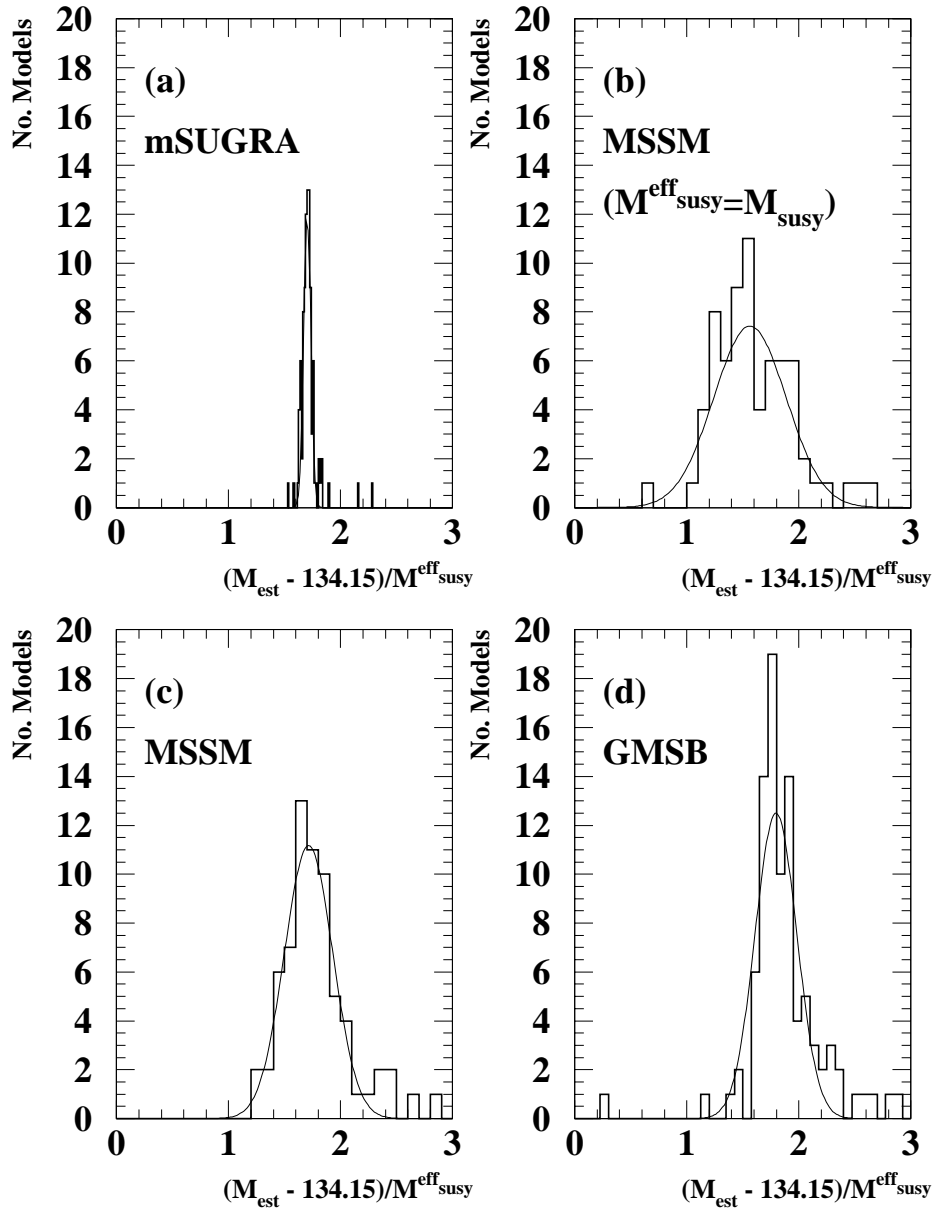 No. Models
(a)
mSUGRA
20
18
16
14
12
10
8
6
4
2
0
0 1 2 3
(M_est - 134.15)/M^eff_susy
No. Models
(b)
MSSM
(M^eff_susy=M_susy)
20
18
16
14
12
10
8
6
4
2
0
0 1 2 3
(M_est - 134.15)/M^eff_susy
No. Models
(c)
MSSM
20
18
16
14
12
10
8
6
4
2
0
0 1 2 3
(M_est - 134.15)/M^eff_susy
No. Models
(d)
GMSB
20
18
16
14
12
10
8
6
4
2
0
0 1 2 3
(M_est - 134.15)/M^eff_susy